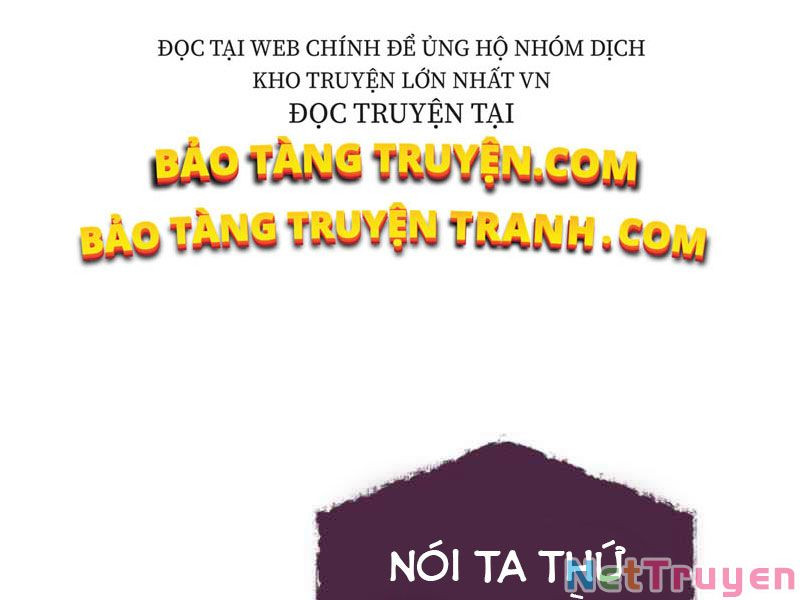 ĐỌC TẠI WEB CHÍNH ĐỂ ỦNG HỘ NHÓM DỊCH
KHO TRUYỆN LỚN NHẤT VN
ĐỌC TRUYỆN TẠI
BẢO TÀNG TRUYỆN.COM
BẢO TÀNG TRUYỆN TRANH.COM
NÓI TA THỨ
NetTruyen